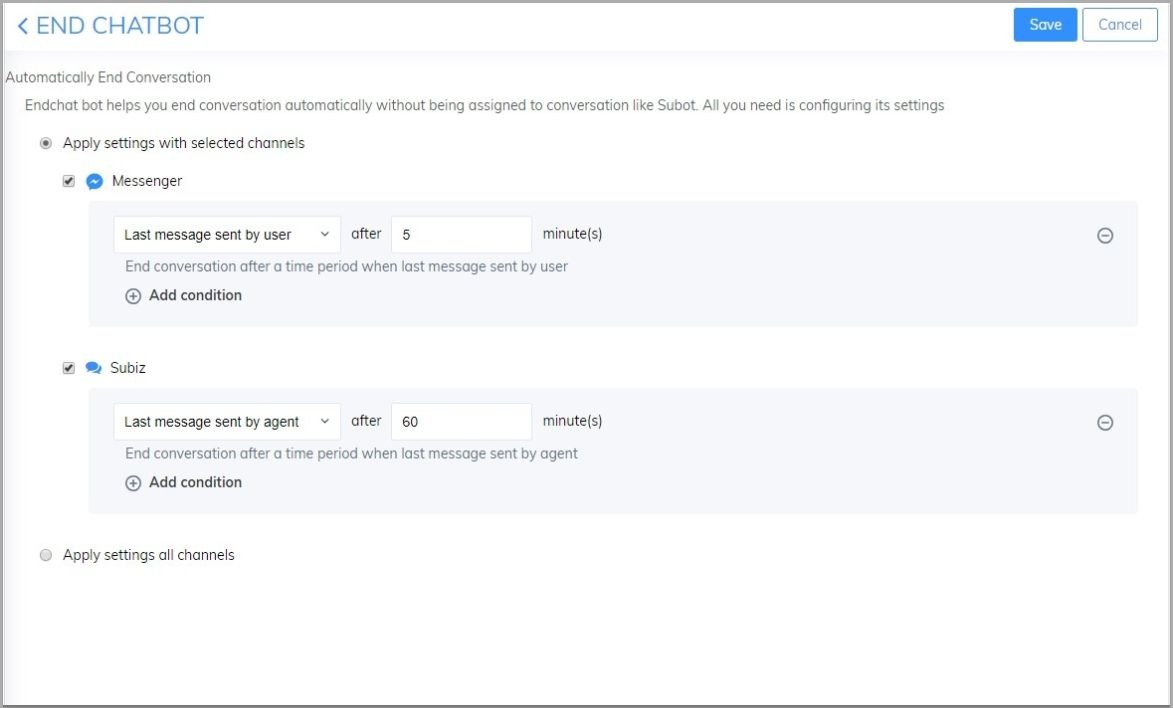 END CHATBOT
Save
Cancel
Automatically End Conversation
Endchat bot helps you end conversation automatically without being assigned to conversation like Subot. All you need is configuring its settings
Apply settings with selected channels
Messenger
Last message sent by user after 5 minute(s)
End conversation after a time period when last message sent by user
Add condition
Subiz
Last message sent by agent after 60 minute(s)
End conversation after a time period when last message sent by agent
Add condition
Apply settings all channels